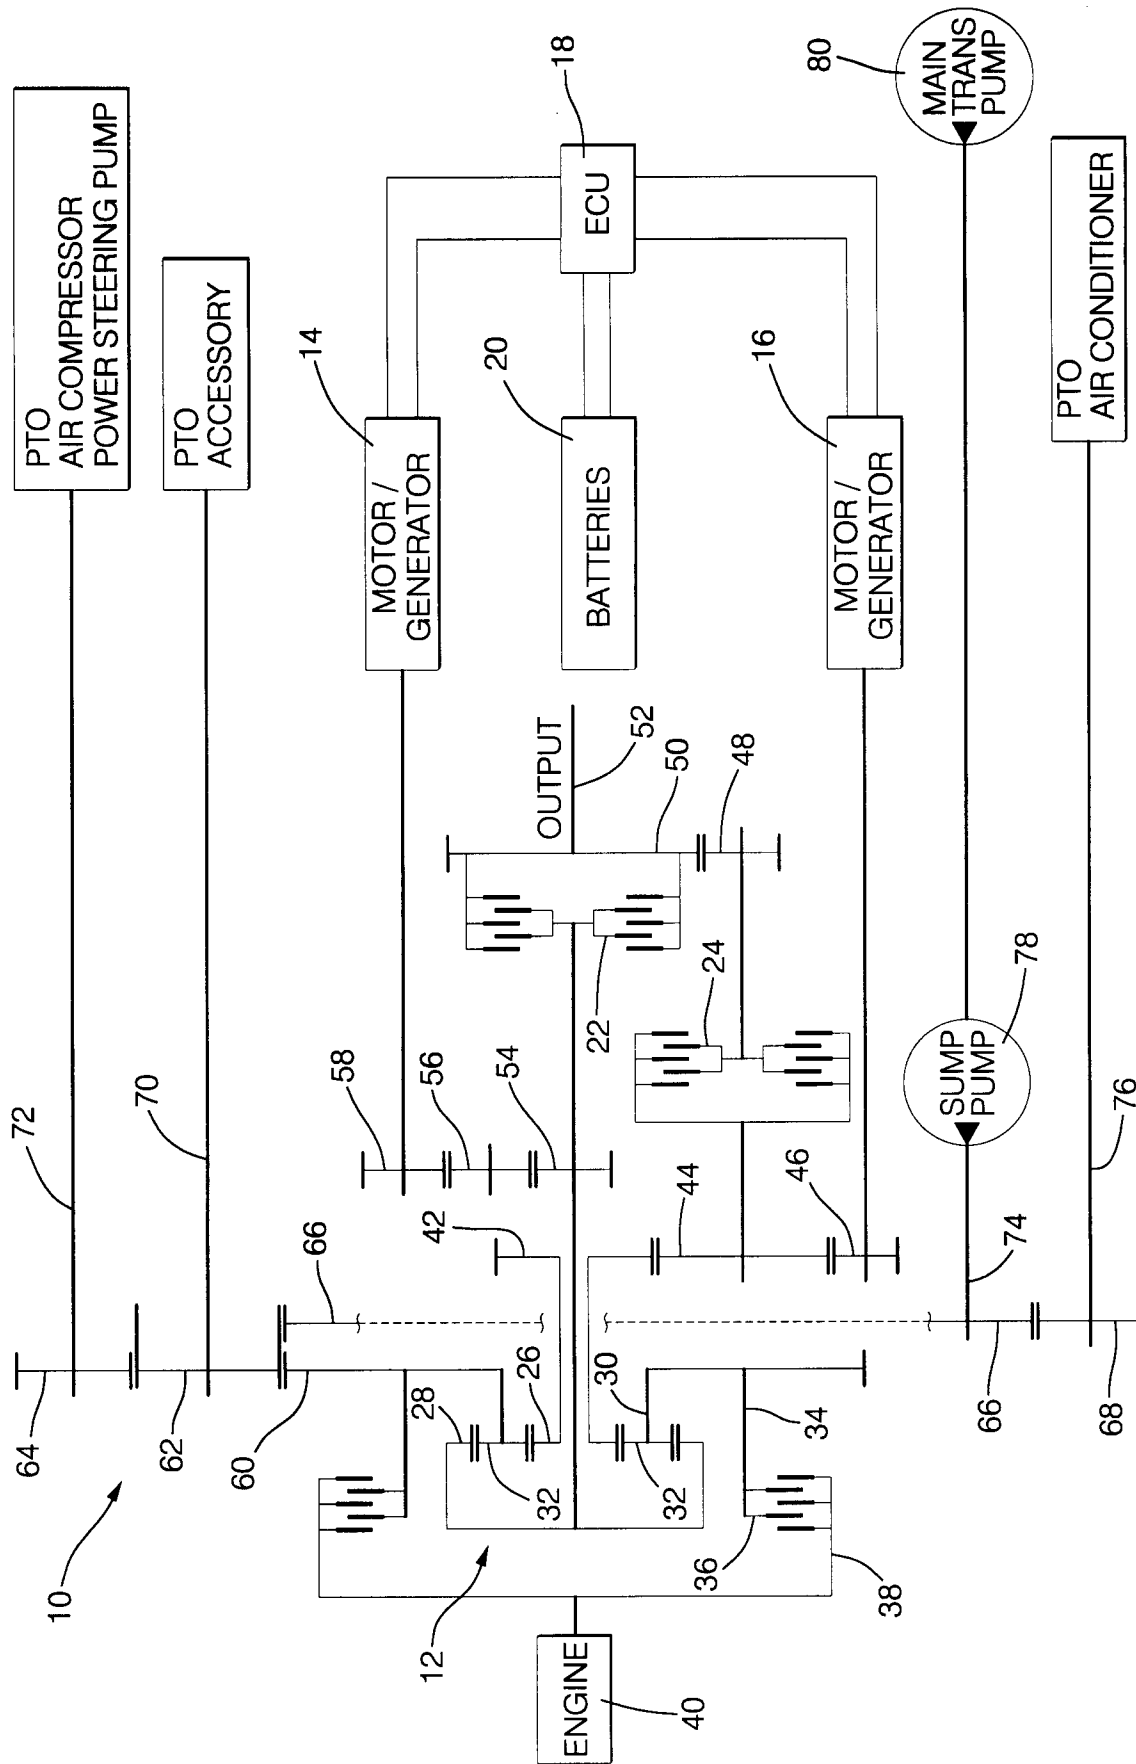 PTO
AIR COMPRESSOR
POWER STEERING PUMP
PTO
ACCESSORY
72
70
64
10
62
60
66
14
MOTOR /
GENERATOR
58
56
54
42
28
26
32
12
18
ECU
20
BATTERIES
OUTPUT
52
50
48
22
24
44
46
30
34
32
36
38
ENGINE
40
16
MOTOR /
GENERATOR
80
MAIN
TRANS
PUMP
78
SUMP
PUMP
74
66
68
76
PTO
AIR CONDITIONER